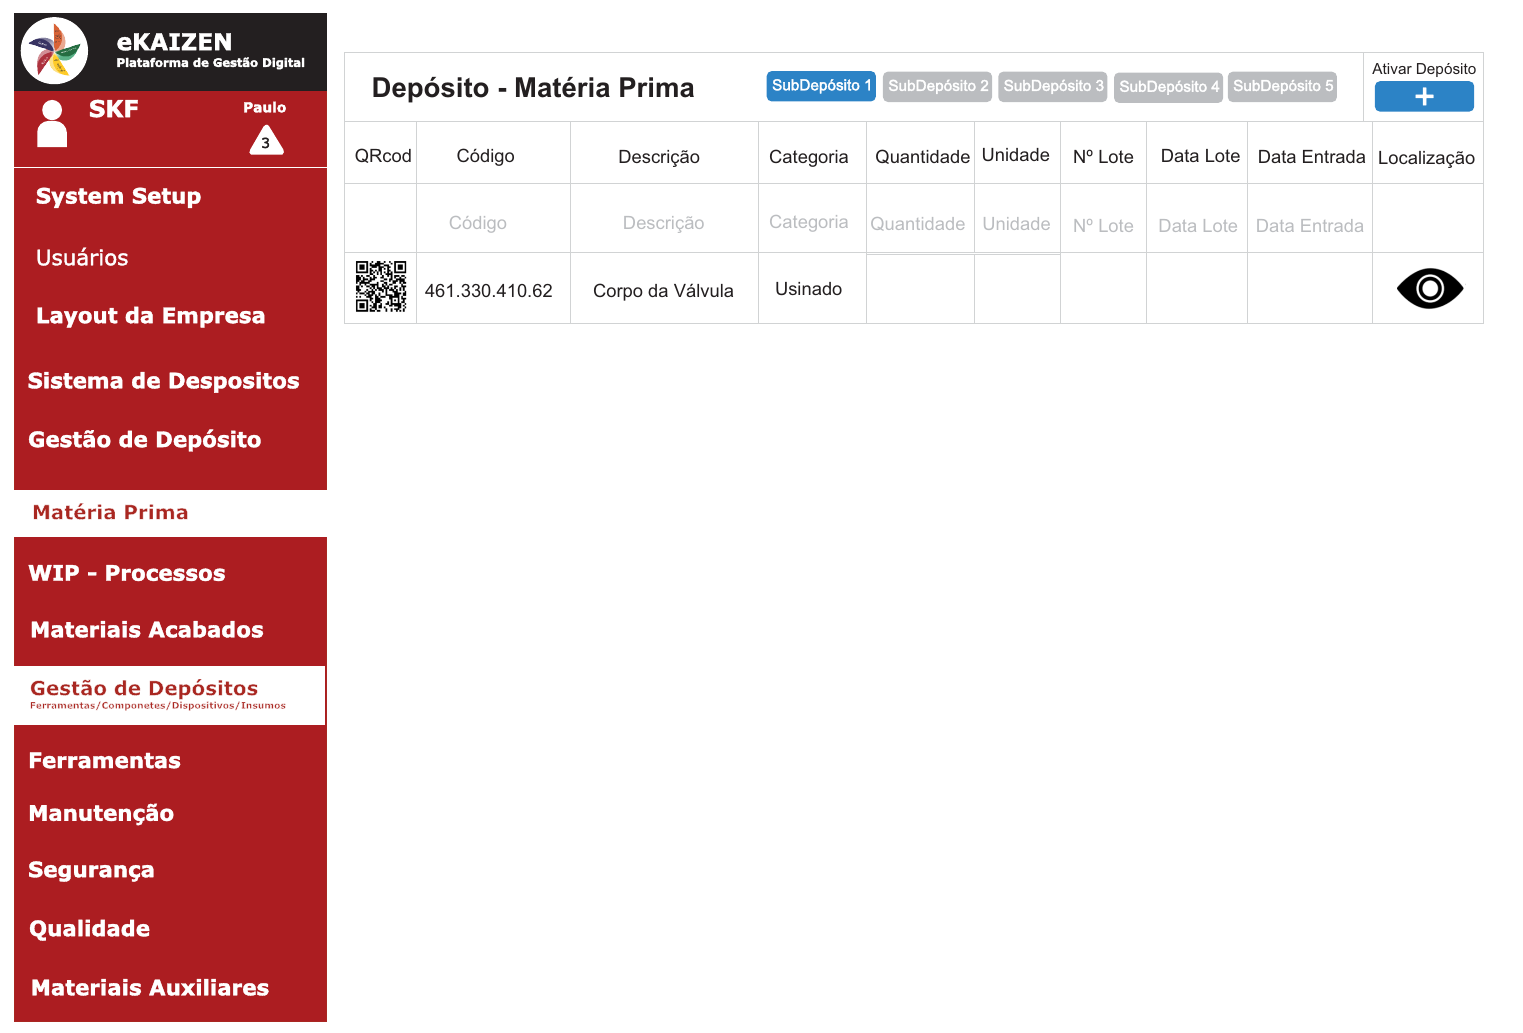 eKAIZEN
Plataforma de Gestão Digital
SKF
Paulo
3
System Setup
Usuários
Layout da Empresa
Sistema de Despositos
Gestão de Depósito
Matéria Prima
WIP - Processos
Materiais Acabados
Gestão de Depósitos
Ferramentas/Componetes/Dispositivos/Insumos
Ferramentas
Manutenção
Segurança
Qualidade
Materiais Auxiliares
Depósito - Matéria Prima
SubDepósito 1 SubDepósito 2 SubDepósito 3 SubDepósito 4 SubDepósito 5
Ativar Depósito
+
QRcod Código Descrição Categoria Quantidade Unidade Nº Lote Data Lote Data Entrada Localização
Código Descrição Categoria Quantidade Unidade Nº Lote Data Lote Data Entrada
461.330.410.62 Corpo da Válvula Usinado